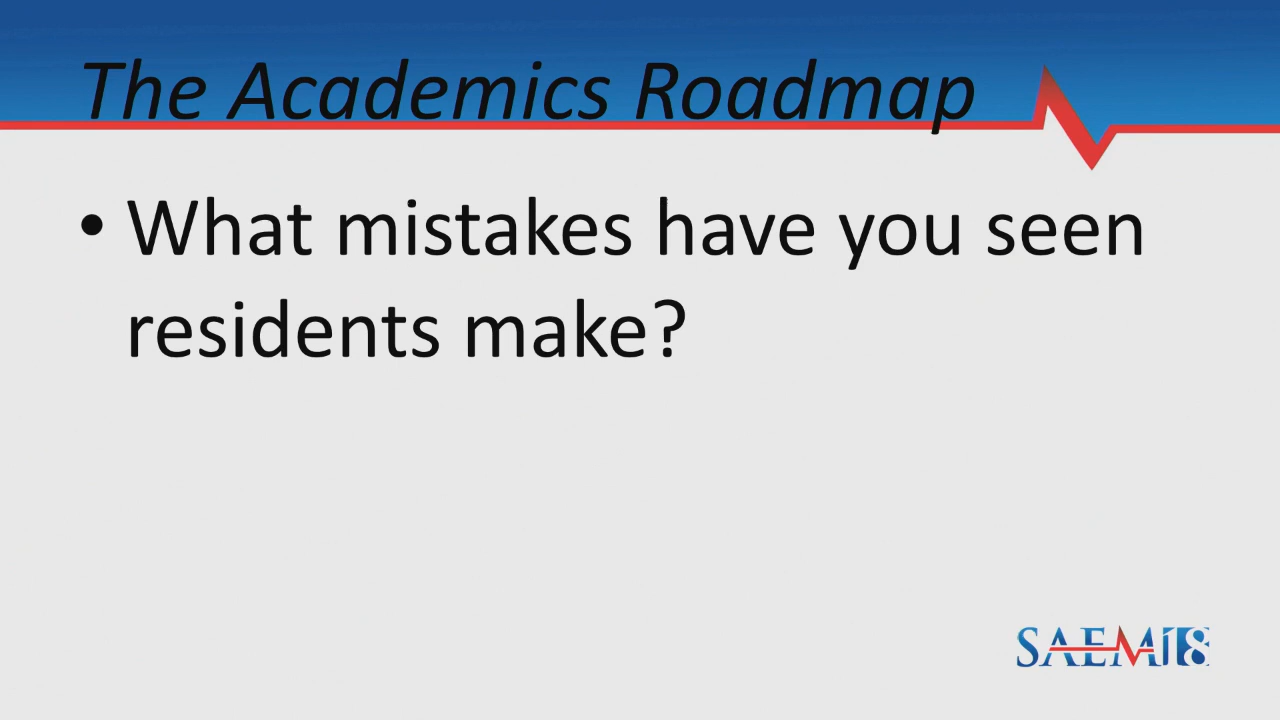 The Academics Roadmap
• What mistakes have you seen
residents make?
SAEM18